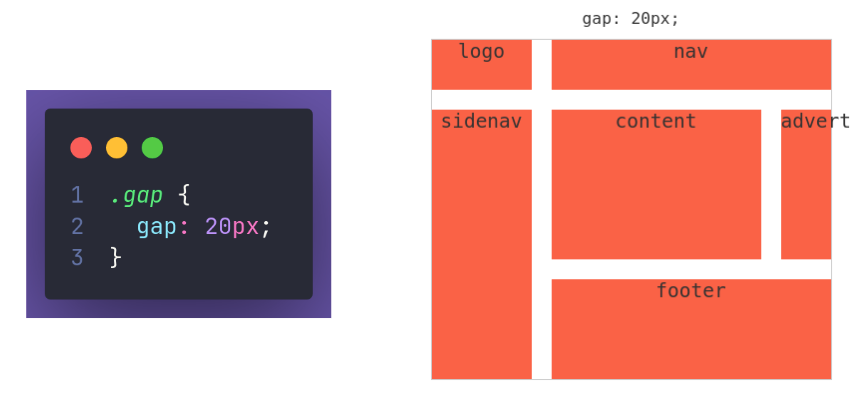 gap: 20px;
1 .gap {
2 gap: 20px;
3 }
logo nav
sidenav content advert
footer